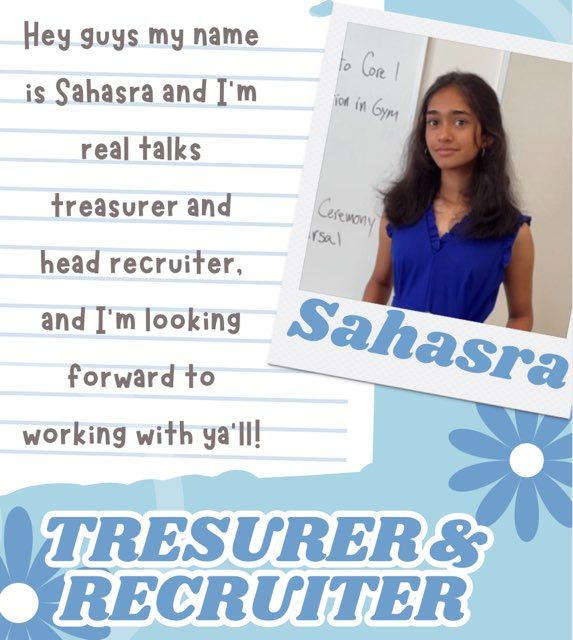 Hey guys my name
is Sahasra and I'm
real talks
treasurer and
head recruiter,
and I'm looking
forward to
working with ya'll!
to Core 1
ion in Gym
Ceremony
rsal
Sahasra
TRESURER &
RECRUITER